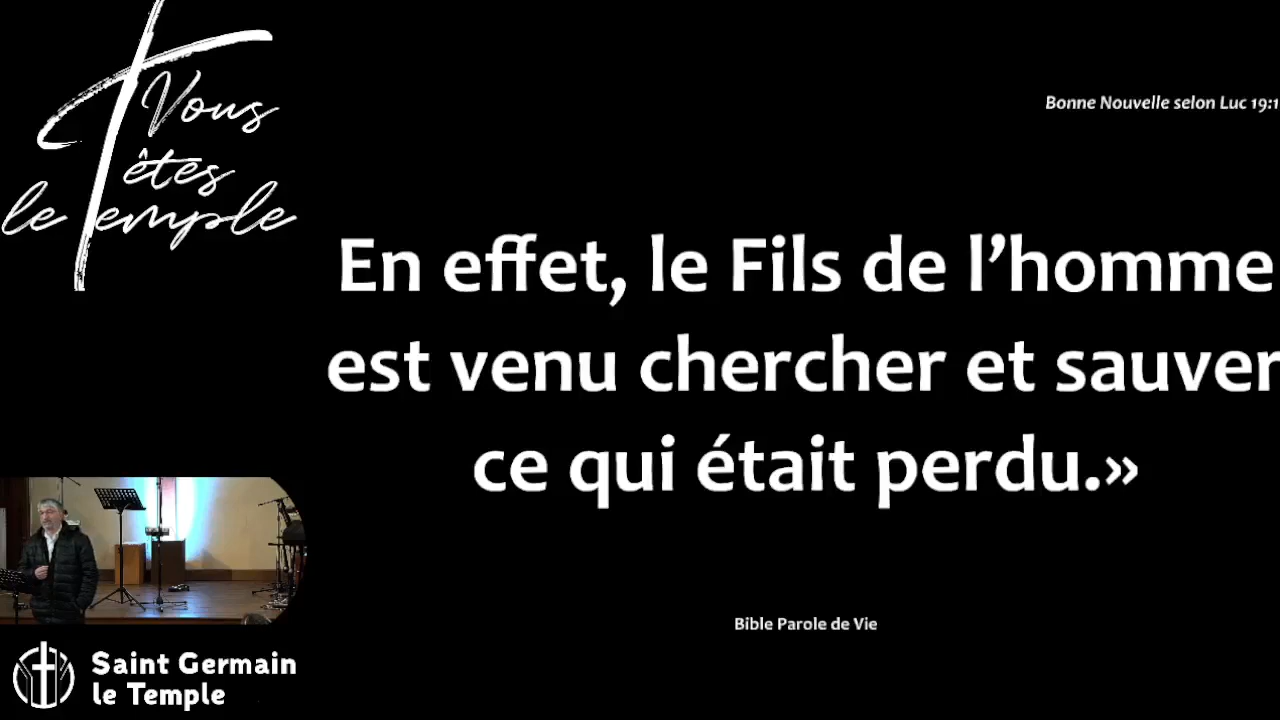 Vous
êtes
le temple
Bonne Nouvelle selon Luc 19:1
En effet, le Fils de l’homme
est venu chercher et sauver
ce qui était perdu.»
Bible Parole de Vie
Saint Germain
le Temple